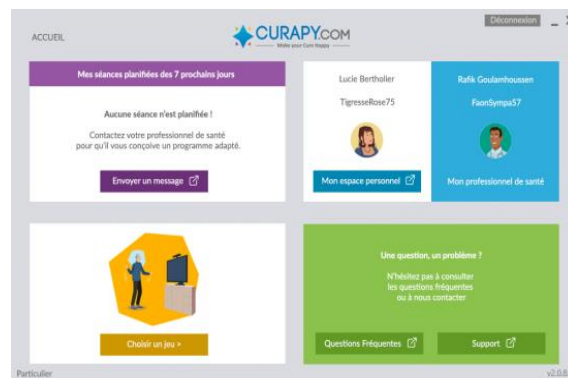 ACCUEIL
CURAPY.COM
Make your Cure Happy
Déconnexion
Mes séances planifiées des 7 prochains jours
Aucune séance n'est planifiée !
Contactez votre professionnel de santé
pour qu'il vous conçoive un programme adapté.
Envoyer un message
Lucie Bertholier
TigresseRose75
Mon espace personnel
Rafik Goulamhoussen
FaonSympa57
Mon professionnel de santé
Choisir un jeu >
Une question, un problème ?
N'hésitez pas à consulter
les questions fréquentes
ou à nous contacter
Questions Fréquentes
Support
Particulier
v2.0.8